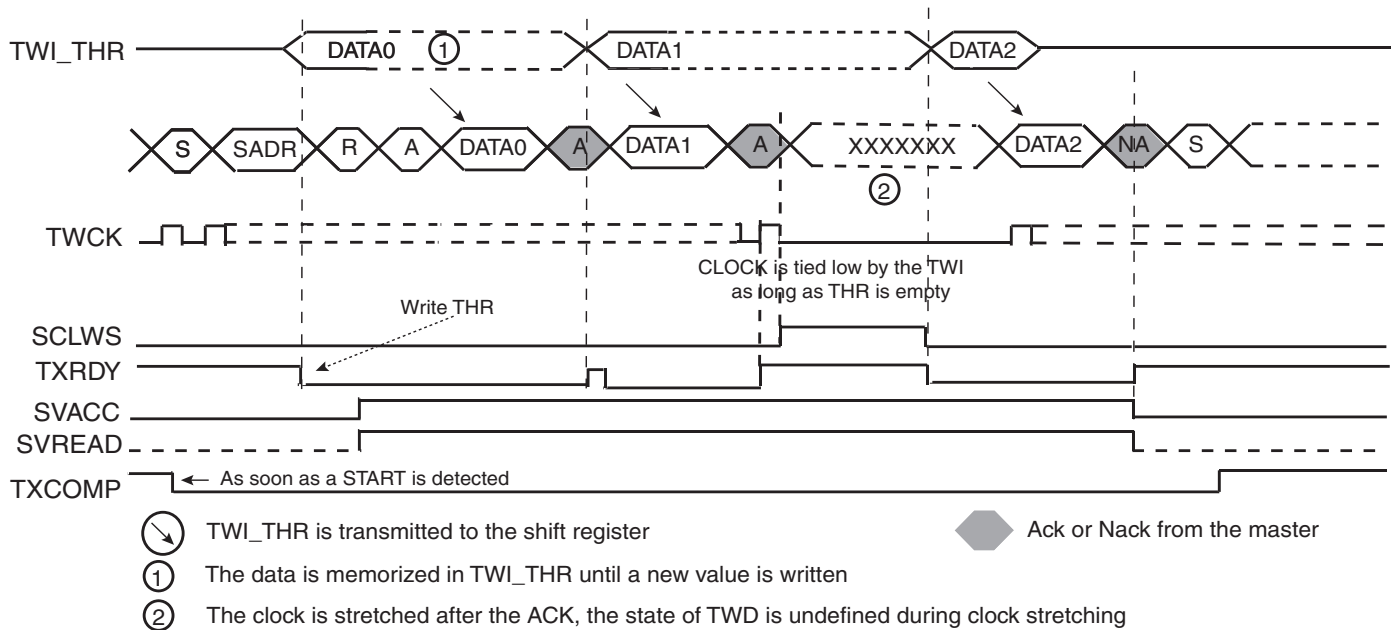 TWI_THR DATA0 1 DATA1 DATA2
S SADR R A DATA0 A DATA1 A XXXXXXX DATA2 NA S
2
TWCK
CLOCK is tied low by the TWI
as long as THR is empty
Write THR
SCLWS
TXRDY
SVACC
SVREAD
TXCOMP As soon as a START is detected
TWI_THR is transmitted to the shift register Ack or Nack from the master
1 The data is memorized in TWI_THR until a new value is written
2 The clock is stretched after the ACK, the state of TWD is undefined during clock stretching